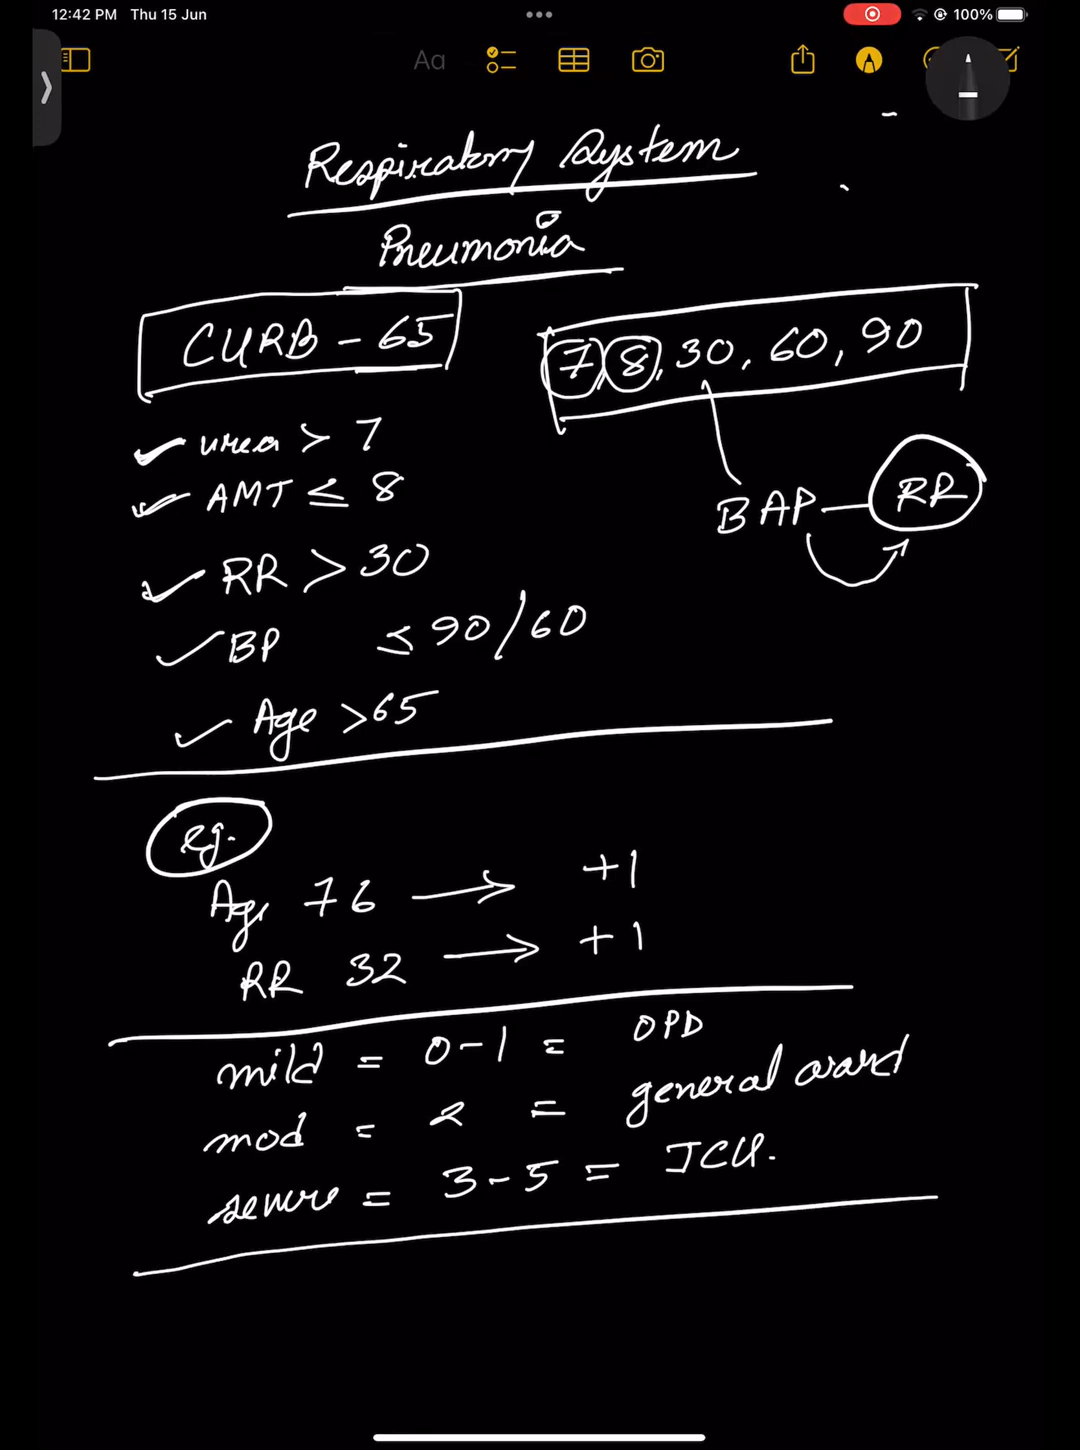 12:42 PM Thu 15 Jun
100%
Aa
Respiratory System
Pneumonia
CURB - 65
7, 8, 30, 60, 90
urea > 7
AMT ≤ 8
BAP — RR
RR > 30
BP ≤ 90/60
Age > 65
eg.
Age 76 → +1
RR 32 → +1
mild = 0-1 = OPD
mod = 2 = general ward
severe = 3-5 = ICU.